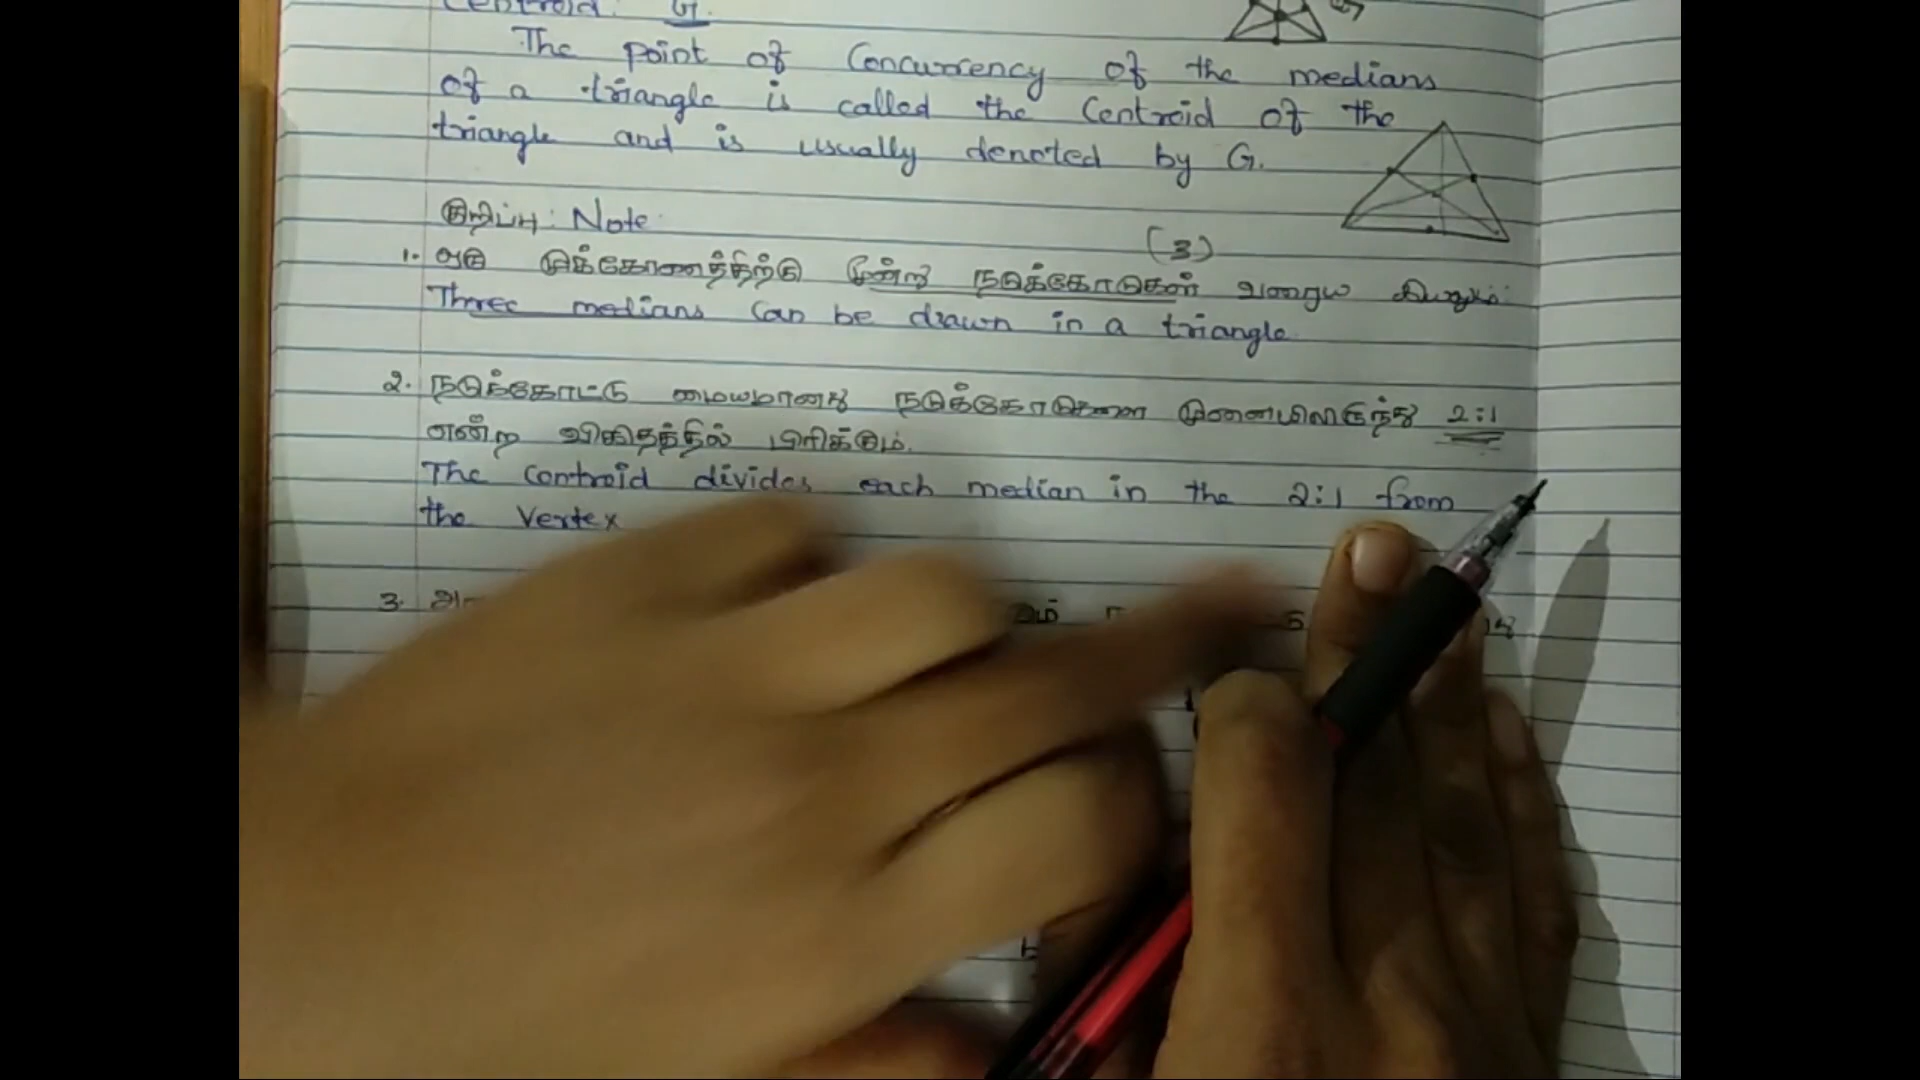 Centroid: G.
The point of Concurrency of the medians
of a triangle is called the Centroid of the
triangle and is usually denoted by G.
குறிப்பு: Note:
(3)
1. ஒரு முக்கோணத்திற்கு மூன்று நடுக்கோடுகள் வரைய இயலும்.
Three medians can be drawn in a triangle.
2. நடுக்கோட்டு மையமானது நடுக்கோடுகளை முனையிலிருந்து 2:1
என்ற விகிதத்தில் பிரிக்கும்.
The Centroid divides each median in the 2:1 from
the Vertex
3.